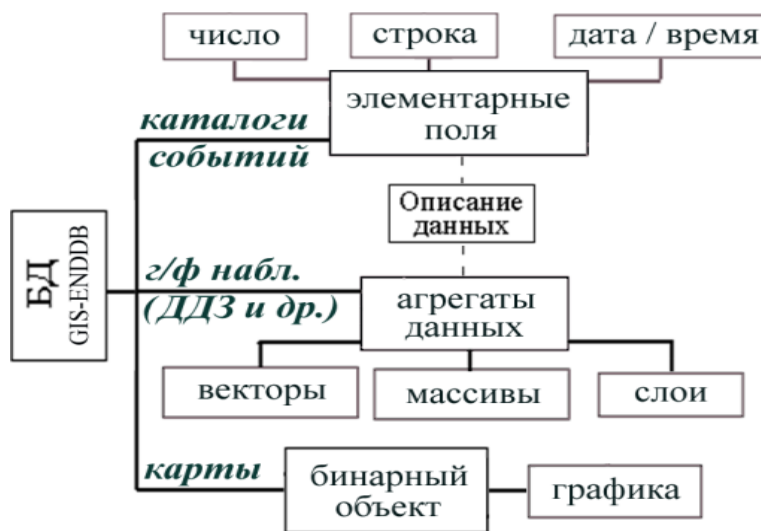 число
строка
дата / время
элементарные
поля
каталоги
событий
Описание
данных
БД
GIS-ENDDB
г/ф набл.
(ДДЗ и др.)
агрегаты
данных
векторы
массивы
слои
карты
бинарный
объект
графика